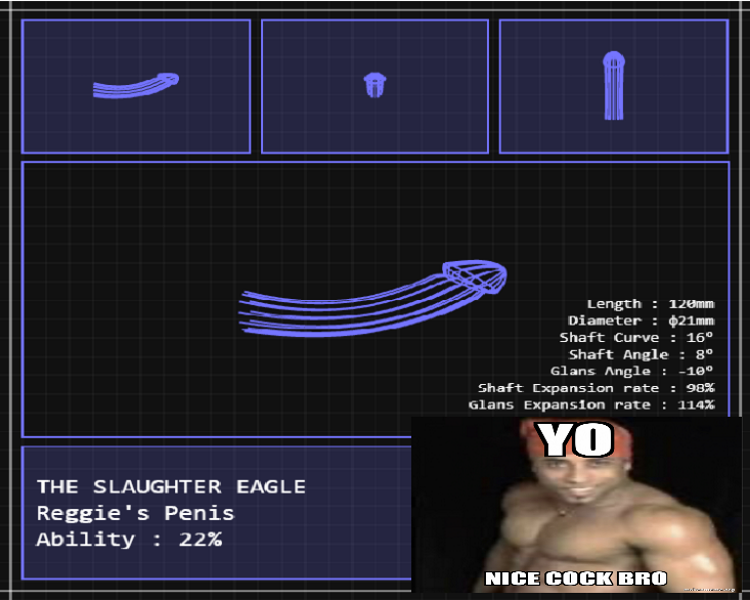 Length : 120mm
Diameter : ϕ21mm
Shaft Curve : 16°
Shaft Angle : 8°
Glans Angle : -10°
Shaft Expansion rate : 98%
Glans Expansion rate : 114%
THE SLAUGHTER EAGLE
Reggie's Penis
Ability : 22%
YO
NICE COCK BRO